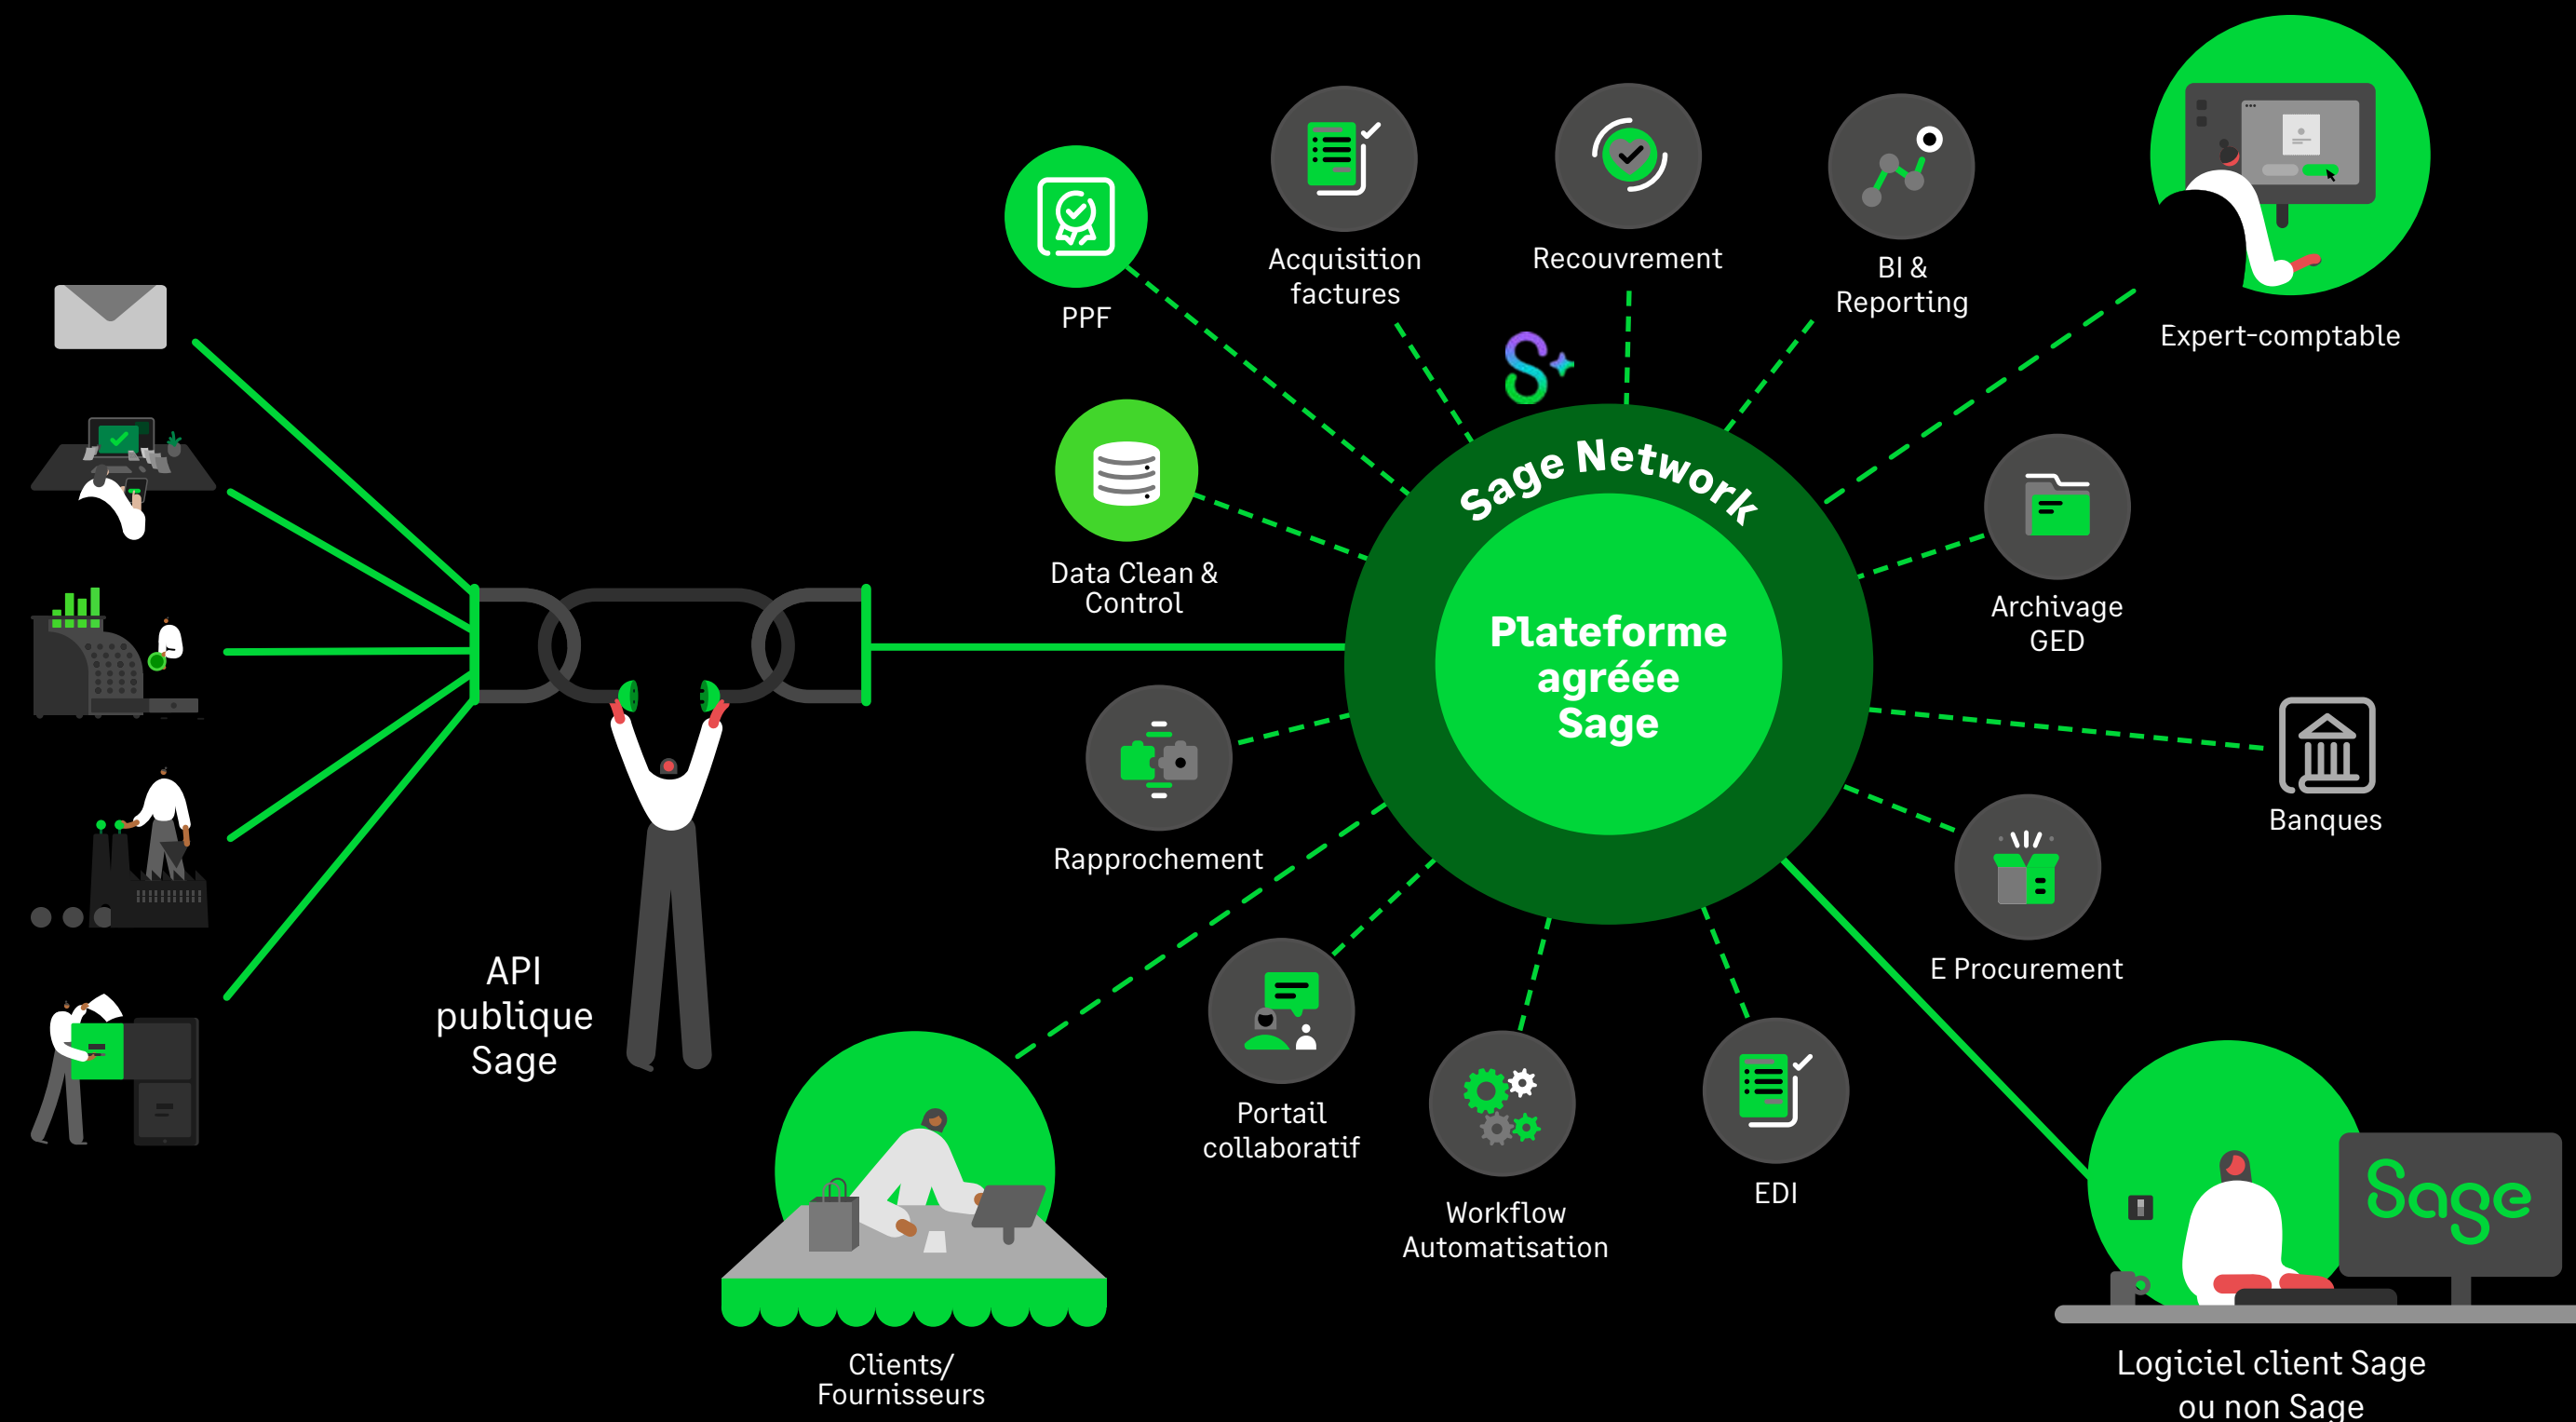 PPF
Acquisition
factures
Recouvrement
BI &
Reporting
Expert-comptable
Data Clean &
Control
Sage Network
Plateforme
agréée
Sage
Archivage
GED
Banques
Rapprochement
E Procurement
API
publique
Sage
Portail
collaboratif
Workflow
Automatisation
EDI
Sage
Clients/
Fournisseurs
Logiciel client Sage
ou non Sage